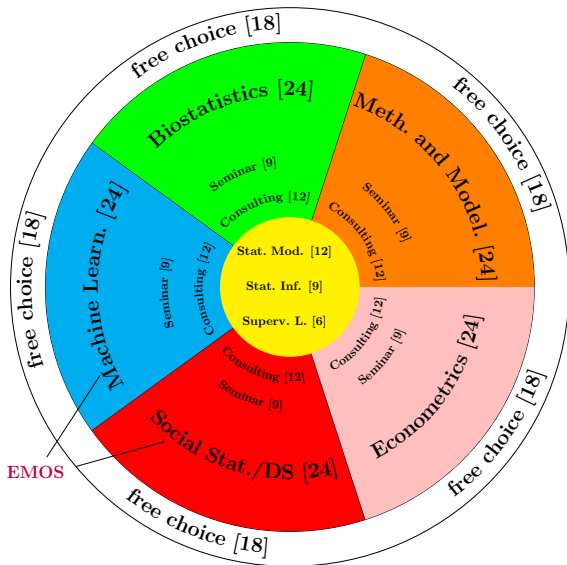 free choice [18]
free choice [18]
Biostatistics [24]
Seminar [9]
Consulting [12]
Meth. and Model. [24]
Seminar [9]
Consulting [12]
free choice [18]
Machine Learn. [24]
Seminar [9]
Consulting [12]
Stat. Mod. [12]
Stat. Inf. [9]
Superv. L. [6]
Consulting [12]
Seminar [9]
Econometrics [24]
free choice [18]
Consulting [12]
Seminar [9]
Social Stat./DS [24]
free choice [18]
EMOS